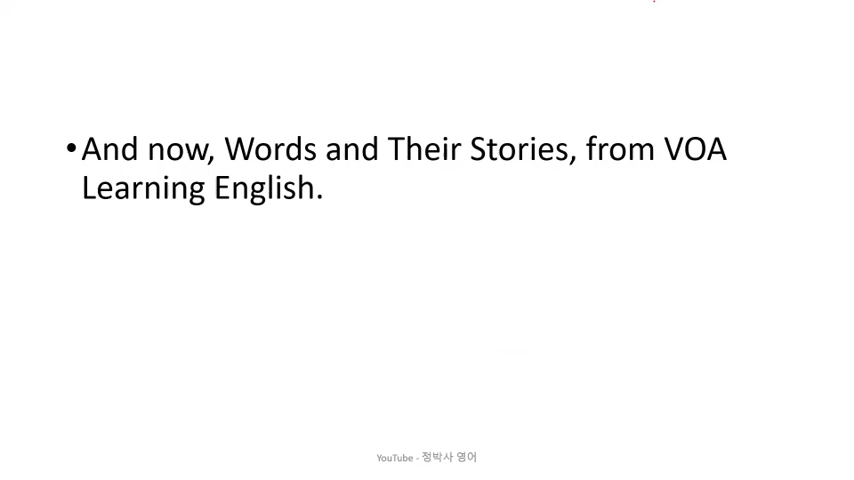 •And now, Words and Their Stories, from VOA
Learning English.
YouTube - 정박사 영어